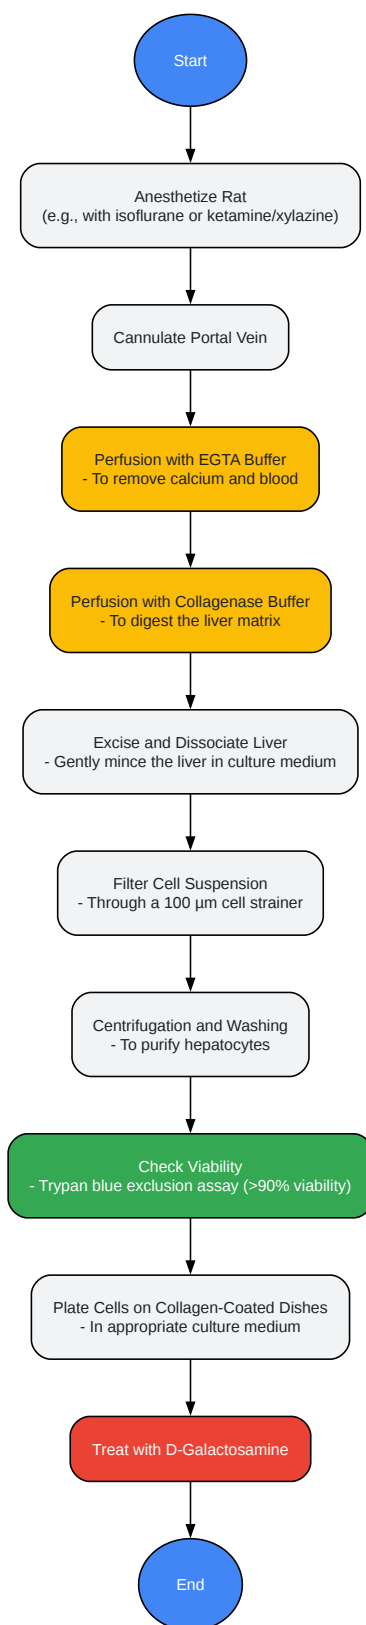 Start
Anesthetize Rat
(e.g., with isoflurane or ketamine/xylazine)
Cannulate Portal Vein
Perfusion with EGTA Buffer
- To remove calcium and blood
Perfusion with Collagenase Buffer
- To digest the liver matrix
Excise and Dissociate Liver
- Gently mince the liver in culture medium
Filter Cell Suspension
- Through a 100 µm cell strainer
Centrifugation and Washing
- To purify hepatocytes
Check Viability
- Trypan blue exclusion assay (>90% viability)
Plate Cells on Collagen-Coated Dishes
- In appropriate culture medium
Treat with D-Galactosamine
End